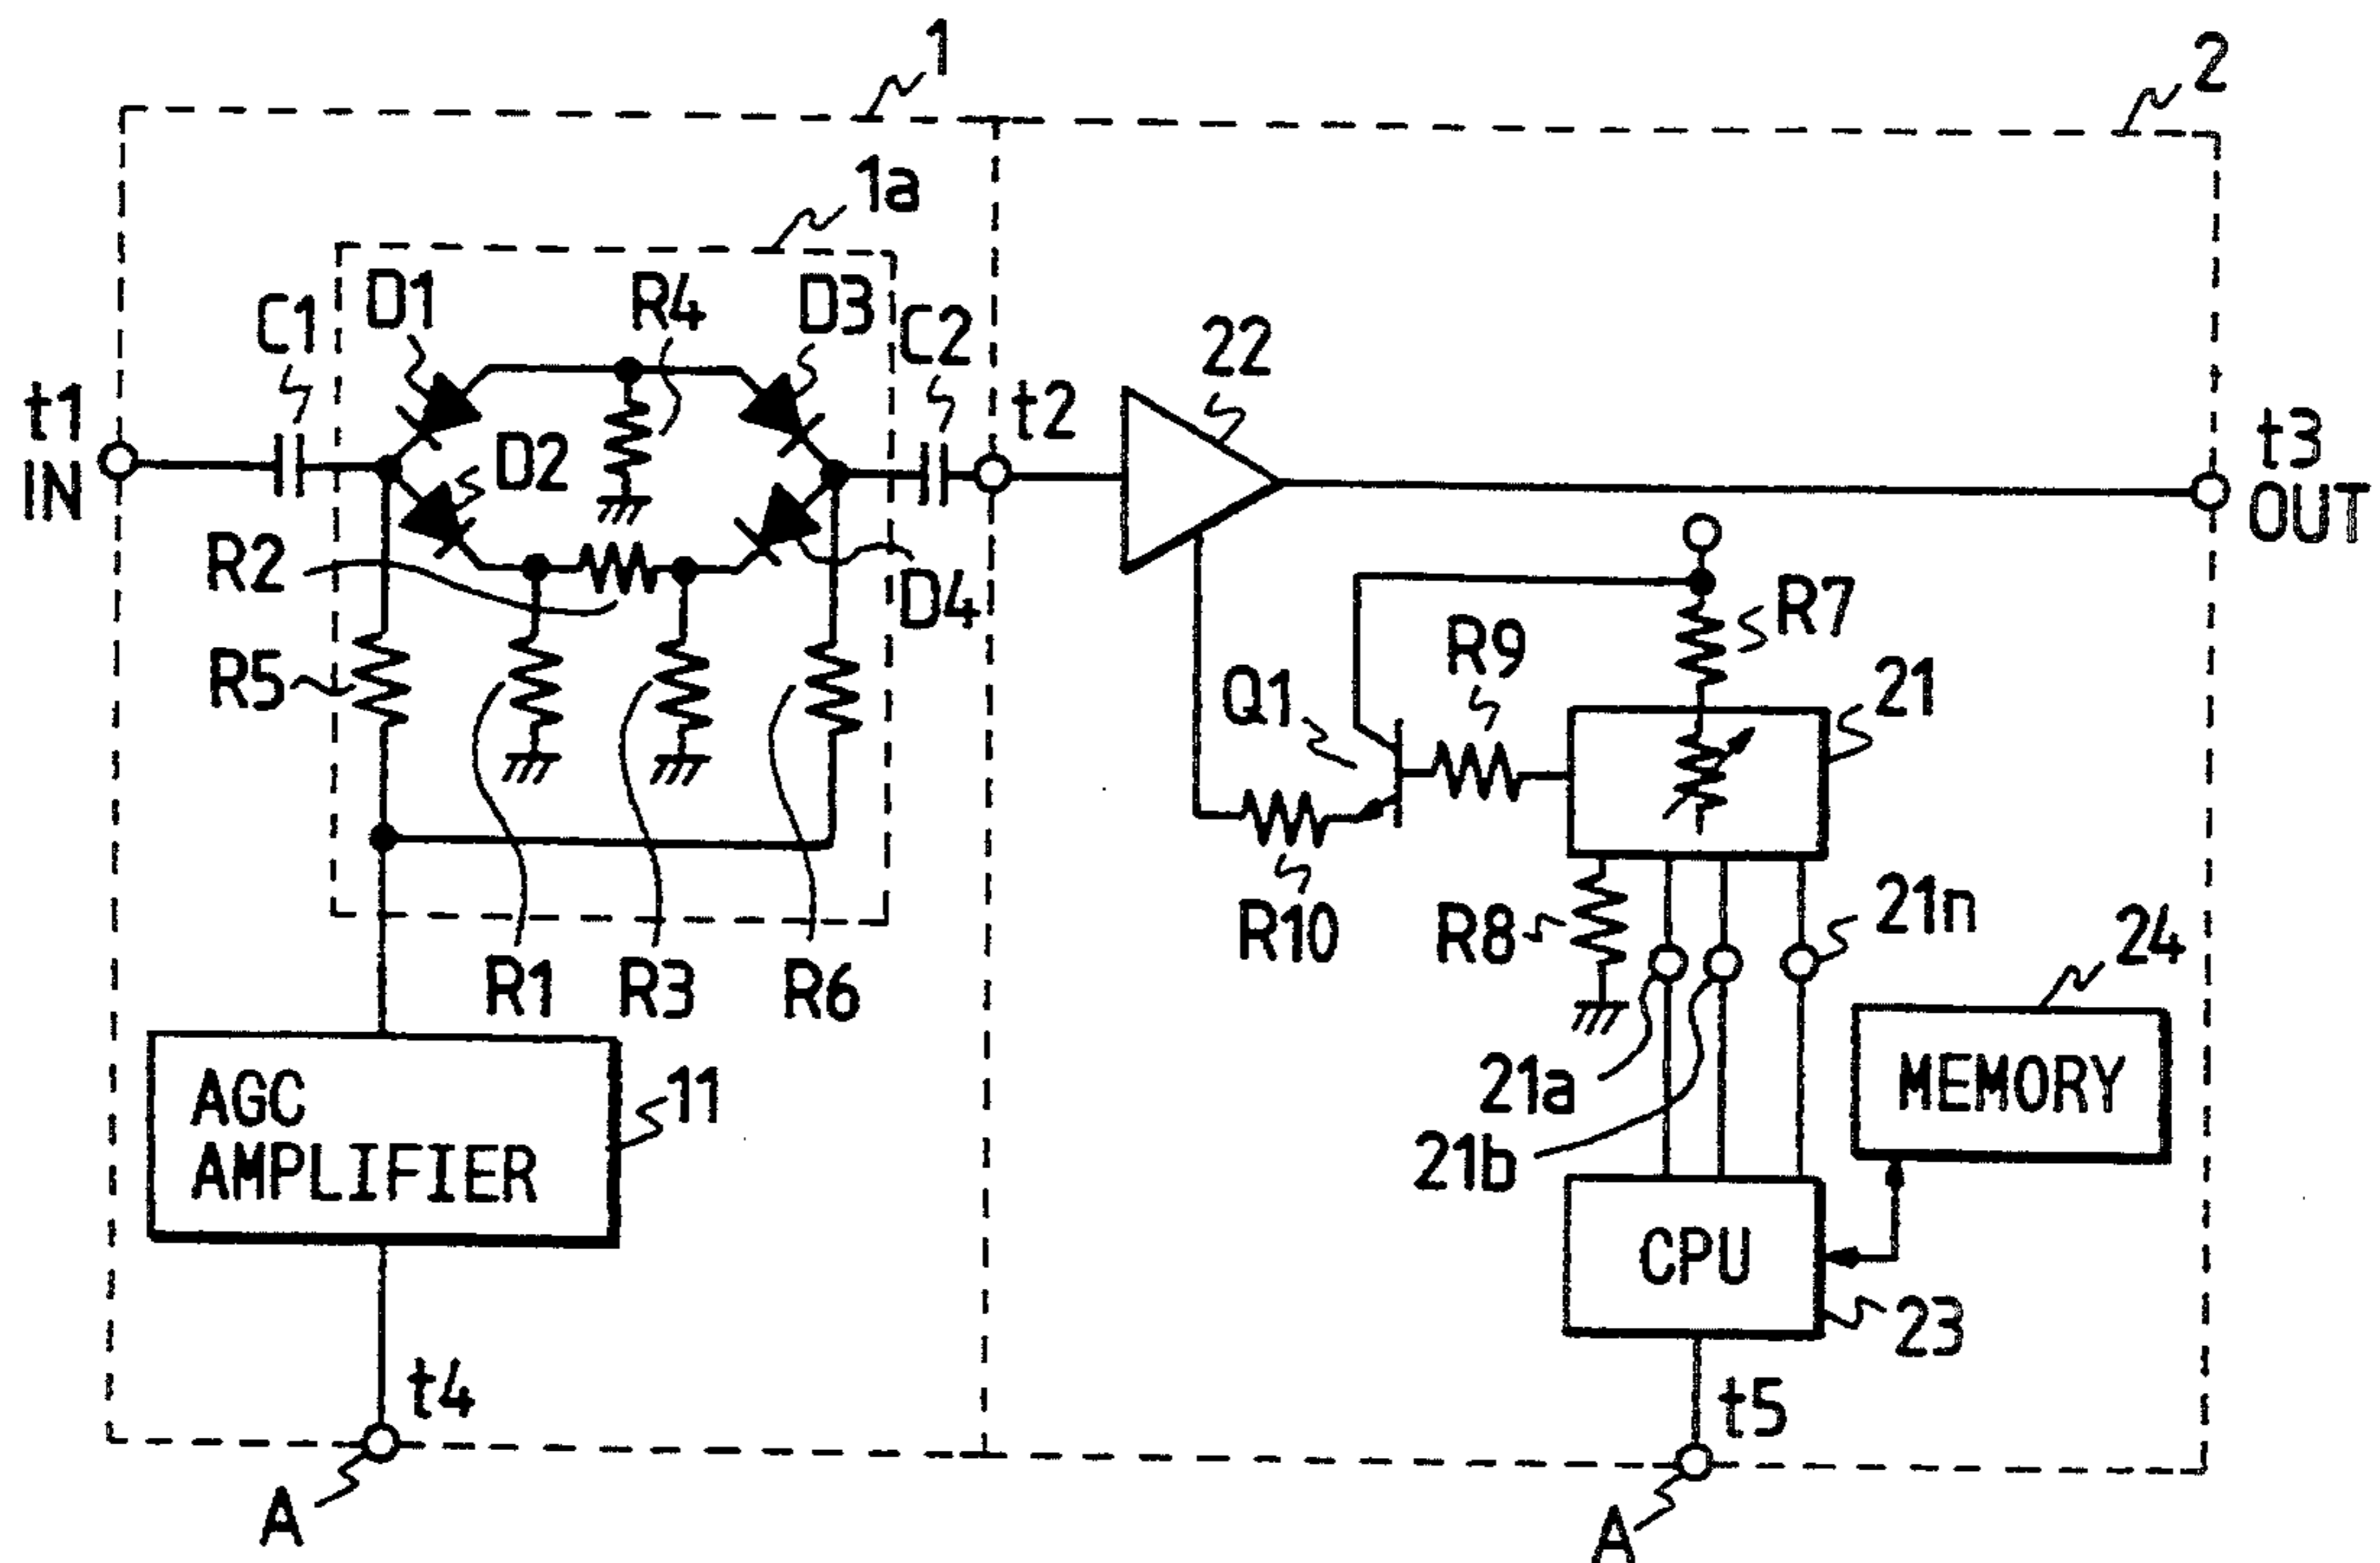 1
2
1a
D1
R4
D3
C1
C2
22
t1
IN
t2
t3
OUT
D2
R2
D4
R7
R5
R9
21
Q1
R10
R8
21n
24
R1
R3
R6
MEMORY
AGC
AMPLIFIER
11
21a
21b
CPU
23
t4
t5
A
A